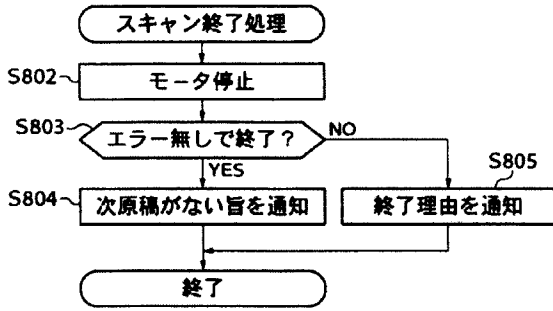 スキャン終了処理
S802
モータ停止
S803
エラー無しで終了?
NO
YES
S805
S804
次原稿がない旨を通知
終了理由を通知
終了